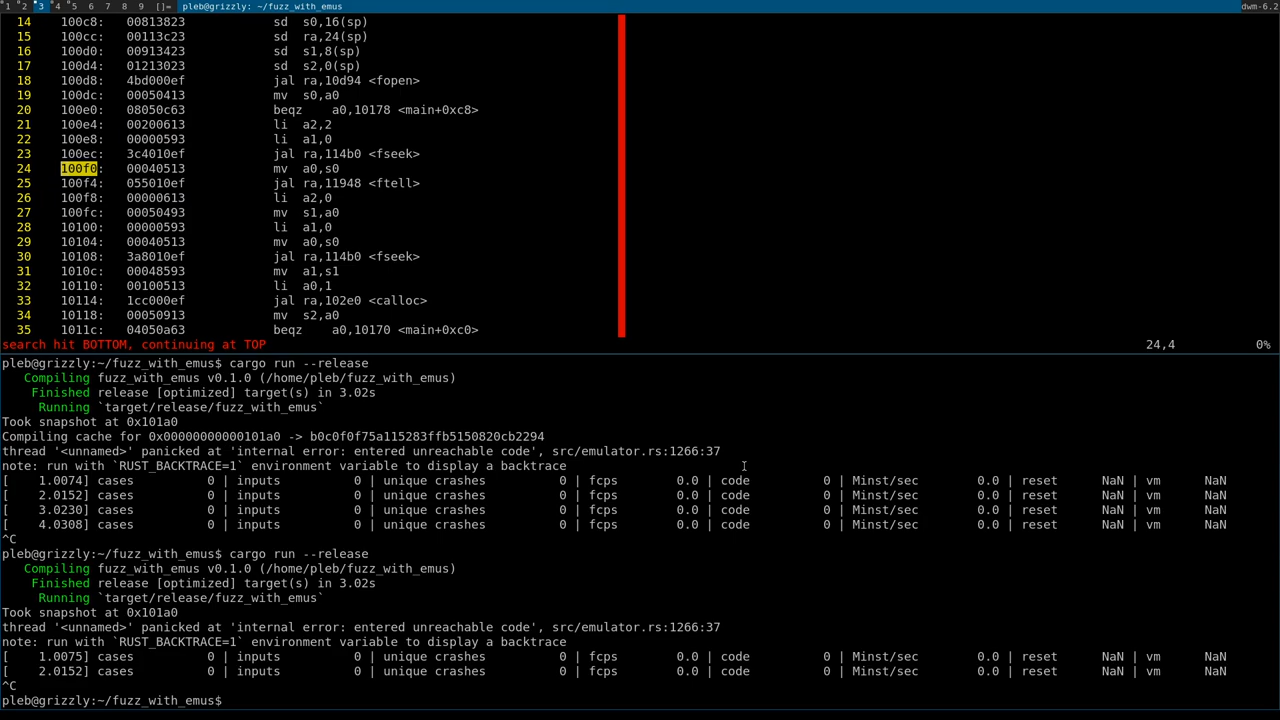 1 2 3 4 5 6 7 8 9 []= pleb@grizzly: ~/fuzz_with_emus dwm-6.2
14 100c8: 00813823 sd s0,16(sp)
15 100cc: 00113c23 sd ra,24(sp)
16 100d0: 00913423 sd s1,8(sp)
17 100d4: 01213023 sd s2,0(sp)
18 100d8: 4bd000ef jal ra,10d94 <fopen>
19 100dc: 00050413 mv s0,a0
20 100e0: 08050c63 beqz a0,10178 <main+0xc8>
21 100e4: 00200613 li a2,2
22 100e8: 00000593 li a1,0
23 100ec: 3c4010ef jal ra,114b0 <fseek>
24 100f0: 00040513 mv a0,s0
25 100f4: 055010ef jal ra,11948 <ftell>
26 100f8: 00000613 li a2,0
27 100fc: 00050493 mv s1,a0
28 10100: 00000593 li a1,0
29 10104: 00040513 mv a0,s0
30 10108: 3a8010ef jal ra,114b0 <fseek>
31 1010c: 00048593 mv a1,s1
32 10110: 00100513 li a0,1
33 10114: 1cc000ef jal ra,102e0 <calloc>
34 10118: 00050913 mv s2,a0
35 1011c: 04050a63 beqz a0,10170 <main+0xc0>
search hit BOTTOM, continuing at TOP 24,4 0%
pleb@grizzly:~/fuzz_with_emus$ cargo run --release
Compiling fuzz_with_emus v0.1.0 (/home/pleb/fuzz_with_emus)
Finished release [optimized] target(s) in 3.02s
Running `target/release/fuzz_with_emus`
Took snapshot at 0x101a0
Compiling cache for 0x00000000000101a0 -> b0c0f0f75a115283ffb5150820cb2294
thread '<unnamed>' panicked at 'internal error: entered unreachable code', src/emulator.rs:1266:37
note: run with `RUST_BACKTRACE=1` environment variable to display a backtrace
[ 1.0074] cases 0 | inputs 0 | unique crashes 0 | fcps 0.0 | code 0 | Minst/sec 0.0 | reset NaN | vm NaN
[ 2.0152] cases 0 | inputs 0 | unique crashes 0 | fcps 0.0 | code 0 | Minst/sec 0.0 | reset NaN | vm NaN
[ 3.0230] cases 0 | inputs 0 | unique crashes 0 | fcps 0.0 | code 0 | Minst/sec 0.0 | reset NaN | vm NaN
[ 4.0308] cases 0 | inputs 0 | unique crashes 0 | fcps 0.0 | code 0 | Minst/sec 0.0 | reset NaN | vm NaN
^C
pleb@grizzly:~/fuzz_with_emus$ cargo run --release
Compiling fuzz_with_emus v0.1.0 (/home/pleb/fuzz_with_emus)
Finished release [optimized] target(s) in 3.02s
Running `target/release/fuzz_with_emus`
Took snapshot at 0x101a0
thread '<unnamed>' panicked at 'internal error: entered unreachable code', src/emulator.rs:1266:37
note: run with `RUST_BACKTRACE=1` environment variable to display a backtrace
[ 1.0075] cases 0 | inputs 0 | unique crashes 0 | fcps 0.0 | code 0 | Minst/sec 0.0 | reset NaN | vm NaN
[ 2.0152] cases 0 | inputs 0 | unique crashes 0 | fcps 0.0 | code 0 | Minst/sec 0.0 | reset NaN | vm NaN
^C
pleb@grizzly:~/fuzz_with_emus$